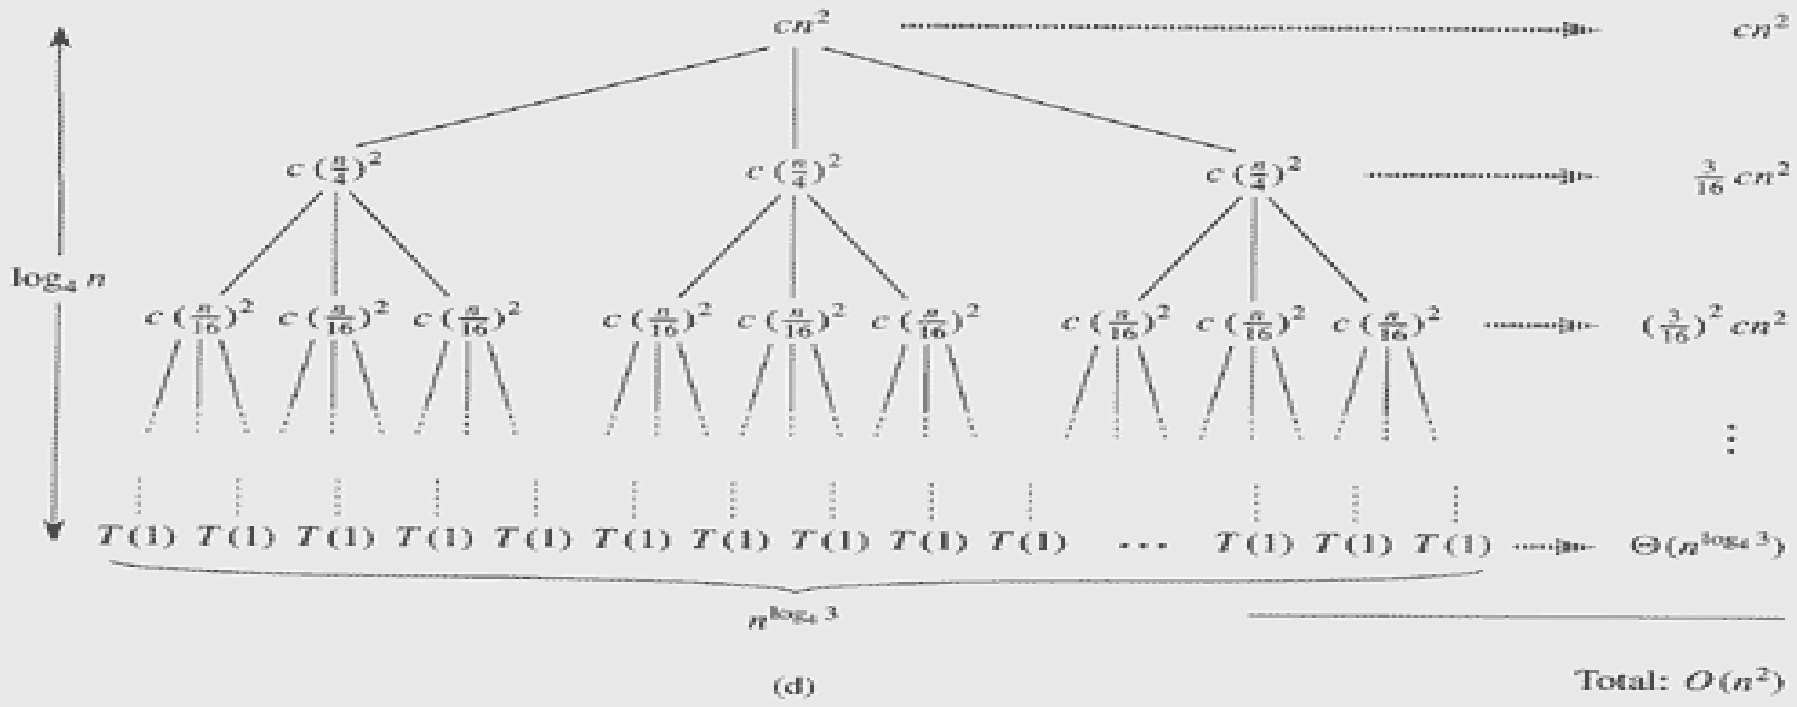 cn² cn²
c (n/4)² c (n/4)² c (n/4)² 3/16 cn²
log₄ n
c (n/16)² c (n/16)² c (n/16)² c (n/16)² c (n/16)² c (n/16)² c (n/16)² c (n/16)² c (n/16)² (3/16)² cn²
⋮
T(1) T(1) T(1) T(1) T(1) T(1) T(1) T(1) T(1) T(1) ... T(1) T(1) T(1) Θ(n^log₄ 3)
n^log₄ 3
(d)
Total: O(n²)